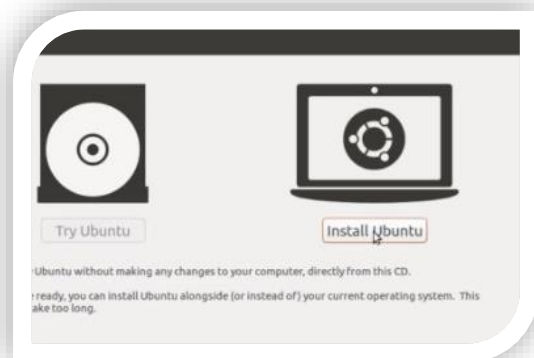 Try Ubuntu
Install Ubuntu
Ubuntu without making any changes to your computer, directly from this CD.
ready, you can install Ubuntu alongside (or instead of) your current operating system. This
ake too long.